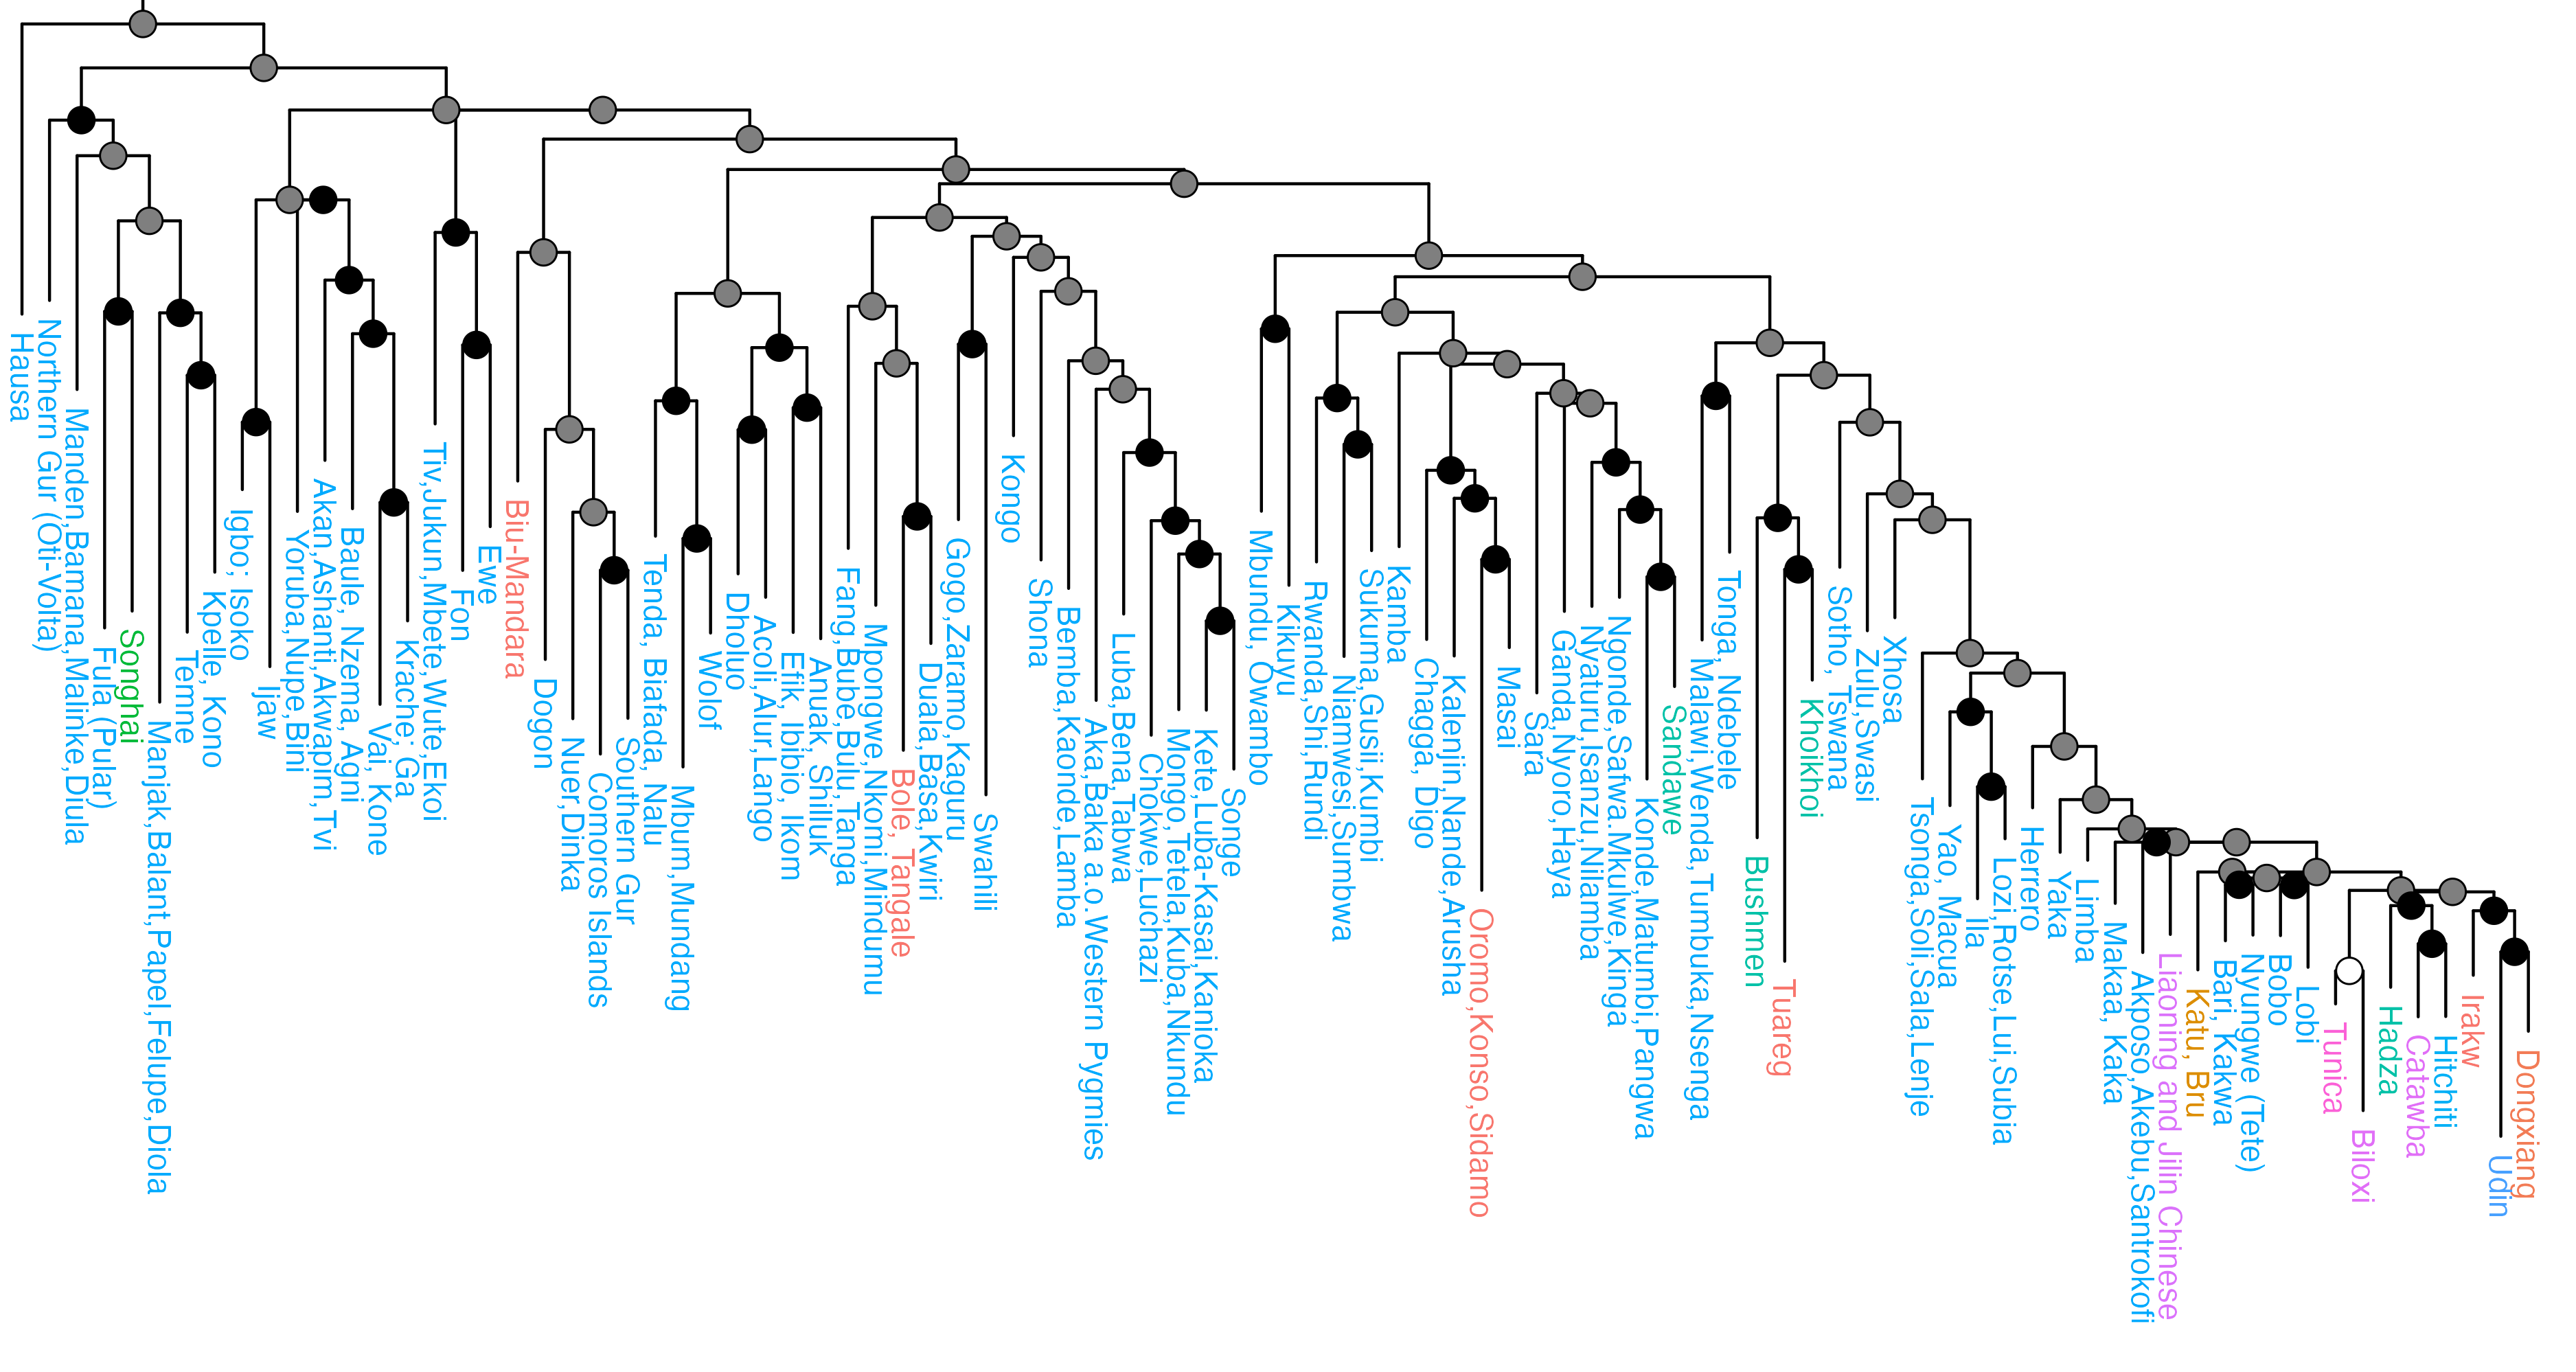 Hausa
Northern Gur (Oti-Volta)
Manden,Bamana,Malinke,Diula
Fula (Pular)
Songhai
Manjak,Balant,Papel,Felupe,Diola
Temne
Kpelle, Kono
Igbo; Isoko
Ijaw
Yoruba,Nupe,Bini
Akan,Ashanti,Akwapim,Tvi
Baule, Nzema, Agni
Vai, Kone
Krache; Ga
Tiv,Jukun,Mbete,Wute,Ekoi
Fon
Ewe
Biu-Mandara
Dogon
Nuer,Dinka
Comoros Islands
Southern Gur
Tenda, Biafada, Nalu
Mbum,Mundang
Wolof
Dholuo
Acoli,Alur,Lango
Efik, Ibibio, Ikom
Anuak, Shilluk
Fang,Bube,Bulu,Tanga
Mpongwe,Nkomi,Mindumu
Bole, Tangale
Duala,Basa,Kwiri
Gogo,Zaramo,Kaguru
Swahili
Kongo
Shona
Bemba,Kaonde,Lamba
Aka,Baka a.o.Western Pygmies
Luba,Bena,Tabwa
Chokwe,Luchazi
Mongo,Tetela,Kuba,Nkundu
Kete,Luba-Kasai,Kanioka
Songe
Mbundu, Owambo
Kikuyu
Rwanda,Shi,Rundi
Niamwesi,Sumbwa
Sukuma,Gusii,Kumbi
Kamba
Chagga, Digo
Kalenjin,Nande,Arusha
Oromo,Konso,Sidamo
Masai
Sara
Ganda,Nyoro,Haya
Nyaturu,Isanzu,Nilamba
Ngonde,Safwa.Mkulwe,Kinga
Konde,Matumbi,Pangwa
Sandawe
Malawi,Wenda,Tumbuka,Nsenga
Tonga, Ndebele
Bushmen
Tuareg
Khoikhoi
Sotho, Tswana
Zulu,Swasi
Xhosa
Tsonga,Soli,Sala,Lenje
Yao, Macua
Ila
Lozi,Rotse,Lui,Subia
Herrero
Yaka
Limba
Makaa, Kaka
Akposo,Akebu,Santrokofi
Liaoning and Jilin Chinese
Katu, Bru
Bari, Kakwa
Nyungwe (Tete)
Bobo
Lobi
Tunica
Biloxi
Hadza
Catawba
Hitchiti
Irakw
Udin
Dongxiang